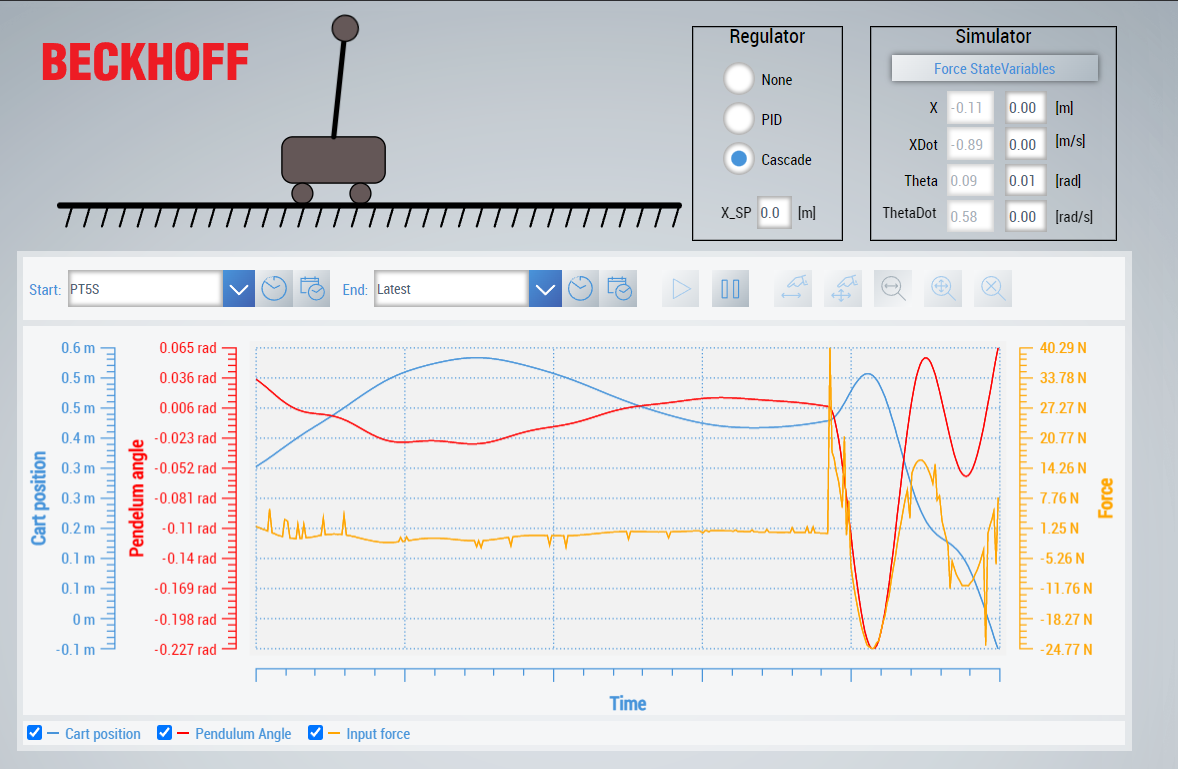 BECKHOFF
Regulator
None
PID
Cascade
X_SP 0.0 [m]
Simulator
Force StateVariables
X -0.11 0.00 [m]
XDot -0.89 0.00 [m/s]
Theta 0.09 0.01 [rad]
ThetaDot 0.58 0.00 [rad/s]
Start: PT5S End: Latest
Cart position
0.6 m
0.5 m
0.5 m
0.4 m
0.3 m
0.3 m
0.2 m
0.1 m
0.1 m
0 m
-0.1 m
Pendelum angle
0.065 rad
0.036 rad
0.006 rad
-0.023 rad
-0.052 rad
-0.081 rad
-0.11 rad
-0.14 rad
-0.169 rad
-0.198 rad
-0.227 rad
40.29 N
33.78 N
27.27 N
20.77 N
14.26 N
7.76 N
1.25 N
-5.26 N
-11.76 N
-18.27 N
-24.77 N
Force
Time
Cart position Pendulum Angle Input force